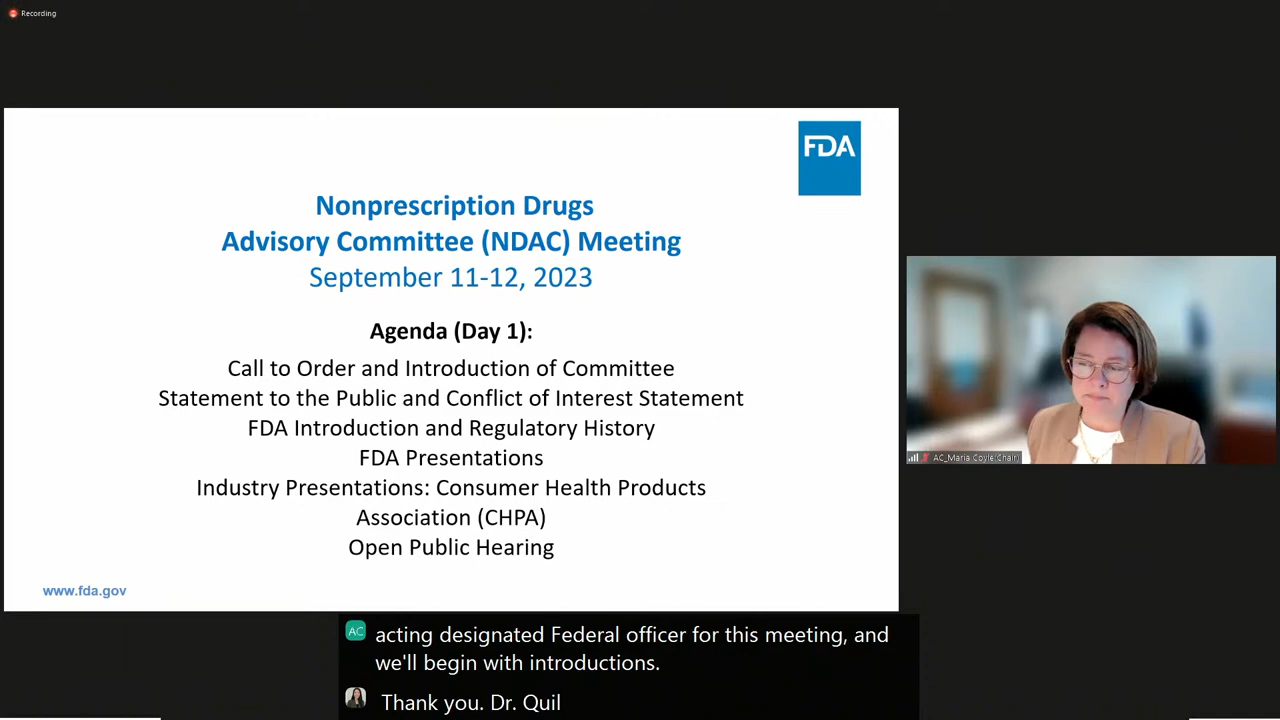 Recording
FDA
Nonprescription Drugs
Advisory Committee (NDAC) Meeting
September 11-12, 2023
Agenda (Day 1):
Call to Order and Introduction of Committee
Statement to the Public and Conflict of Interest Statement
FDA Introduction and Regulatory History
FDA Presentations
Industry Presentations: Consumer Health Products
Association (CHPA)
Open Public Hearing
www.fda.gov
AC_Maria Coyle(Chair)
AC
acting designated Federal officer for this meeting, and
we'll begin with introductions.
Thank you. Dr. Quil